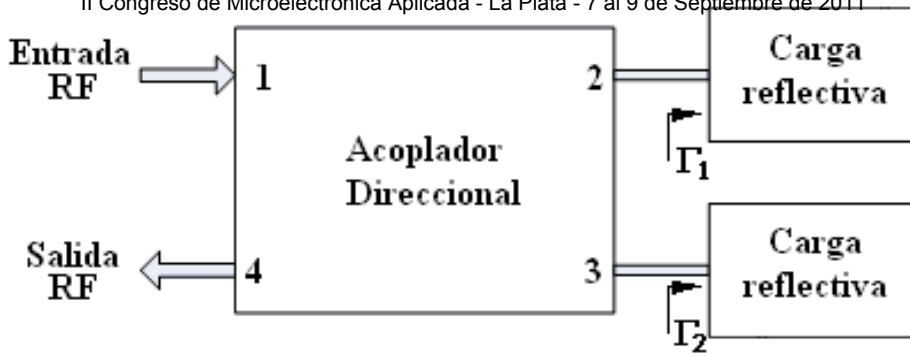 II Congreso de Microelectrónica Aplicada - La Plata - 7 al 9 de Septiembre de 2011
Entrada
RF
1
2
Carga
reflectiva
Γ1
Acoplador
Direccional
Salida
RF
4
3
Carga
reflectiva
Γ2